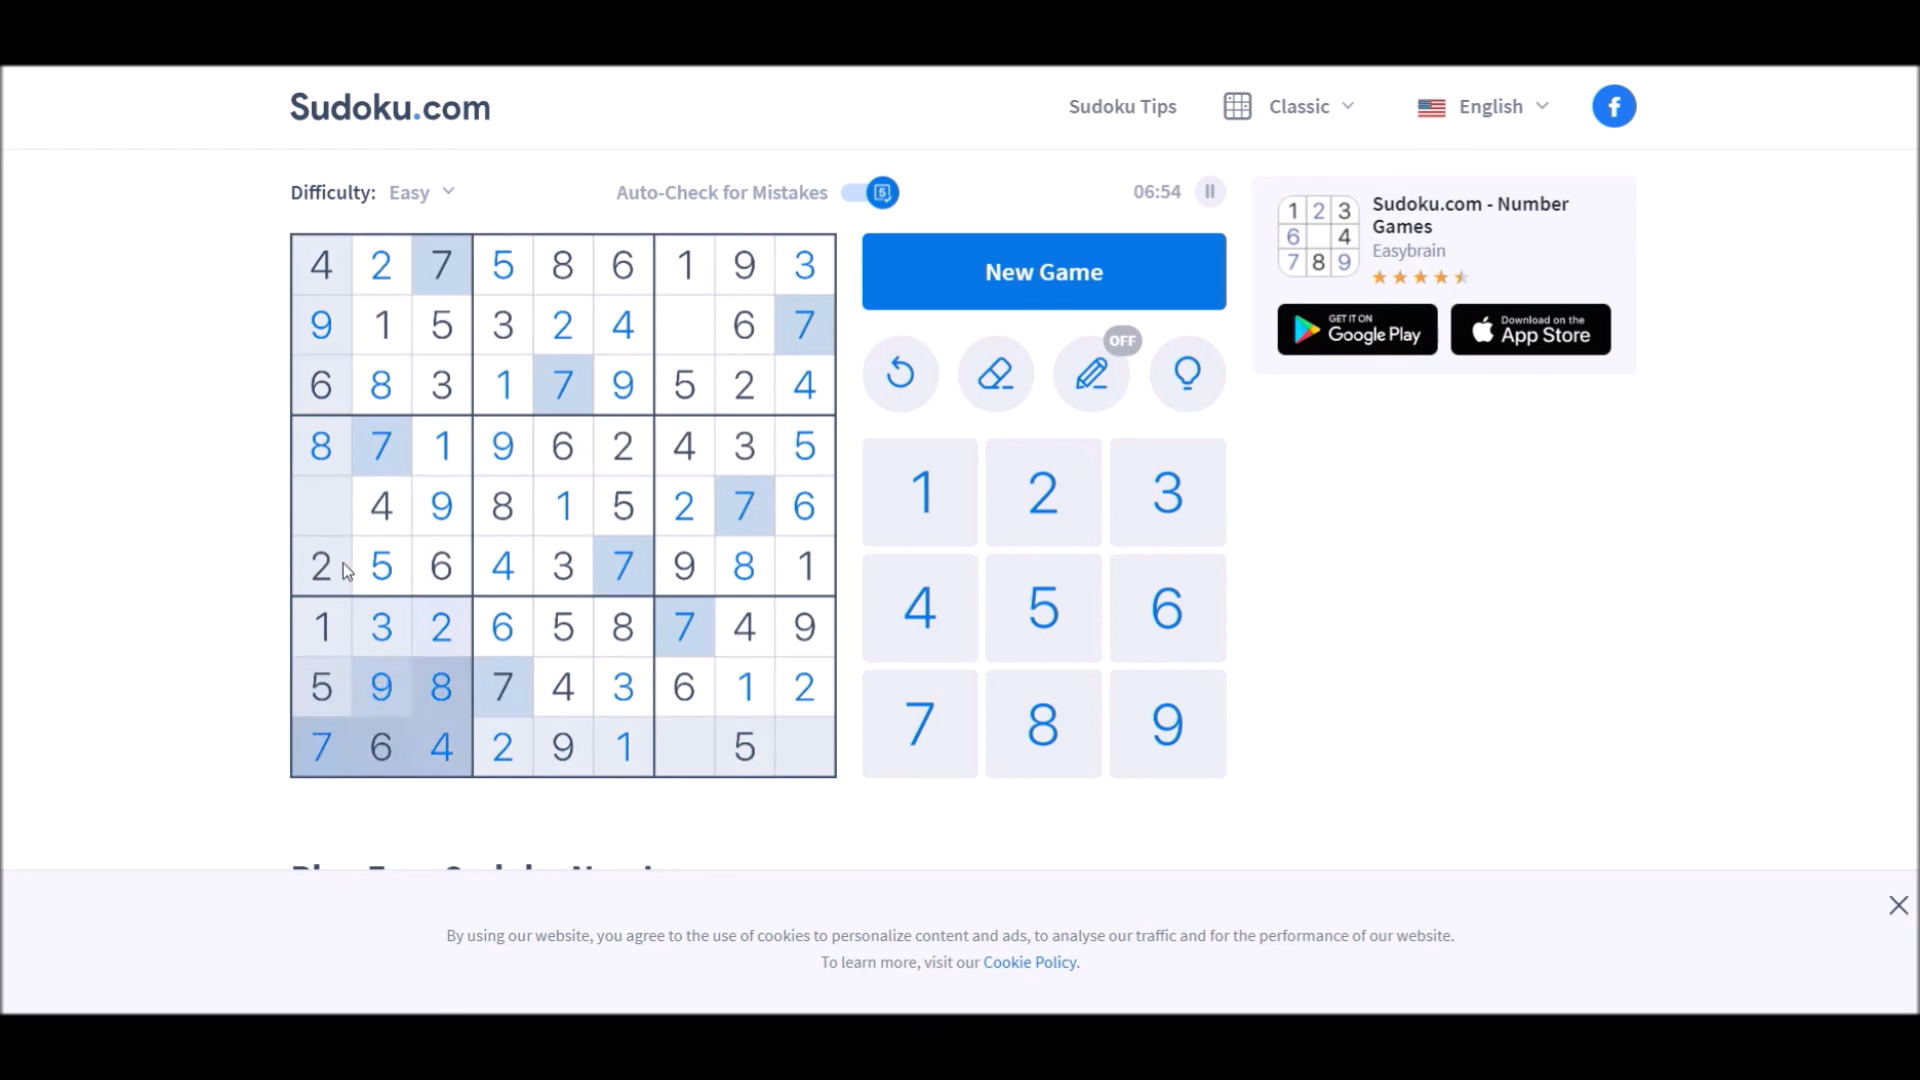 Sudoku.com
Sudoku Tips
Classic
English
Difficulty: Easy
Auto-Check for Mistakes
06:54
4 2 7 5 8 6 1 9 3
9 1 5 3 2 4 6 7
6 8 3 1 7 9 5 2 4
8 7 1 9 6 2 4 3 5
4 9 8 1 5 2 7 6
2 5 6 4 3 7 9 8 1
1 3 2 6 5 8 7 4 9
5 9 8 7 4 3 6 1 2
7 6 4 2 9 1 5
New Game
OFF
1 2 3
4 5 6
7 8 9
1 2 3
6 4
7 8 9
Sudoku.com - Number
Games
Easybrain
GET IT ON
Google Play
Download on the
App Store
By using our website, you agree to the use of cookies to personalize content and ads, to analyse our traffic and for the performance of our website.
To learn more, visit our Cookie Policy.